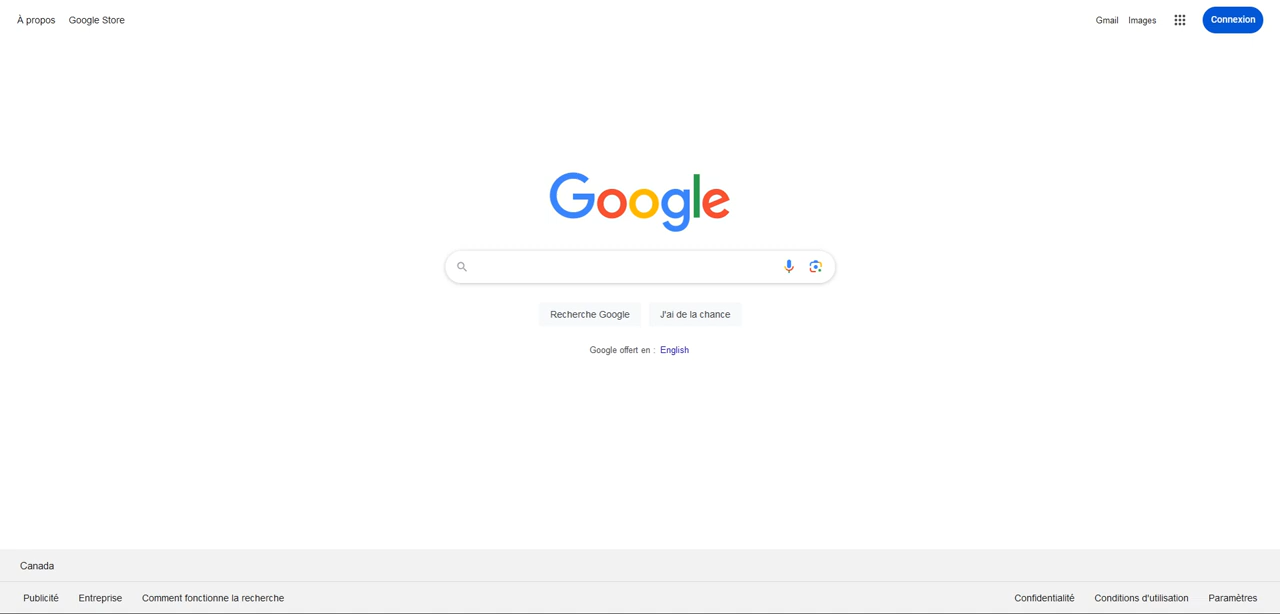 À propos Google Store Gmail Images Connexion
Google
Recherche Google J'ai de la chance
Google offert en : English
Canada
Publicité Entreprise Comment fonctionne la recherche Confidentialité Conditions d'utilisation Paramètres